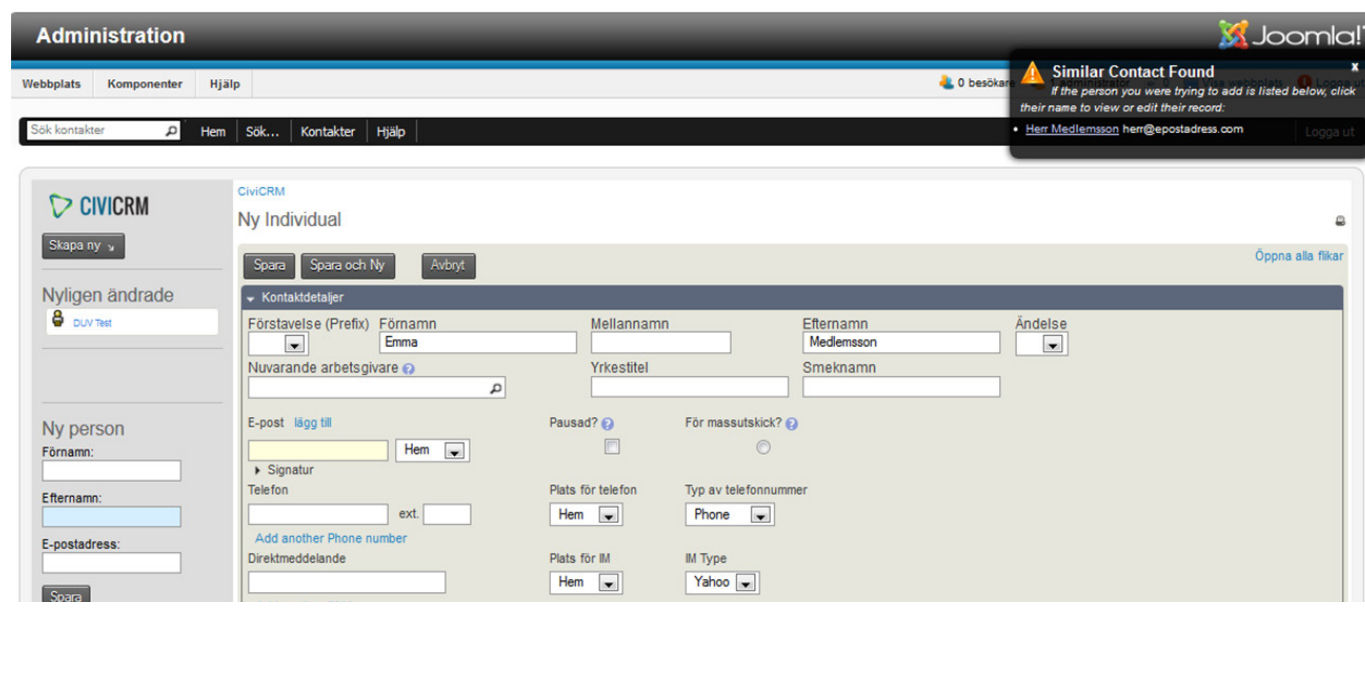 Administration
Joomla!
Webbplats Komponenter Hjälp
0 besökare 1 administratör
Similar Contact Found x
If the person you were trying to add is listed below, click
their name to view or edit their record:
• Herr Medlemsson herr@epostadress.com
Sök kontakter Hem Sök... Kontakter Hjälp Logga ut
CIVICRM
Skapa ny
Nyligen ändrade
DUV Test
Ny person
Förnamn:
Efternamn:
E-postadress:
Spara
CiviCRM
Ny Individual
Spara Spara och Ny Avbryt Öppna alla flikar
Kontaktdetaljer
Förstavelse (Prefix) Förnamn Mellannamn Efternamn Ändelse
Emma Medlemsson
Nuvarande arbetsgivare Yrkestitel Smeknamn
E-post lägg till Pausad? För massutskick?
Hem
Signatur
Telefon Plats för telefon Typ av telefonnummer
ext. Hem Phone
Add another Phone number
Direktmeddelande Plats för IM IM Type
Hem Yahoo